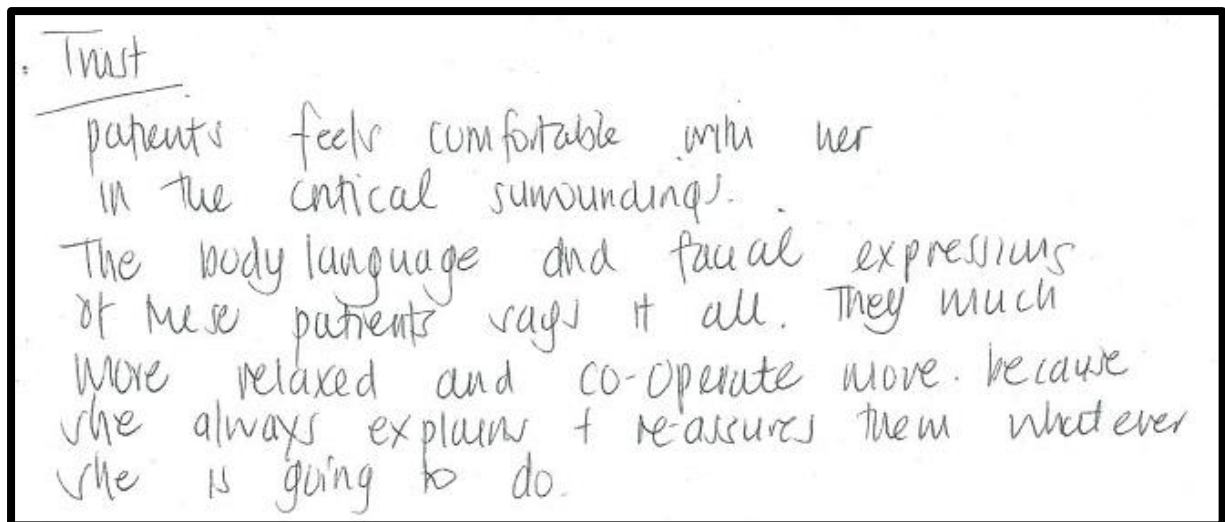 . Trust
patients feels comfortable with her
in the critical surroundings.
The body language and facial expressions
of these patients says it all. They much
more relaxed and co-operate more. because
she always explains + re-assures them whatever
she is going to do.